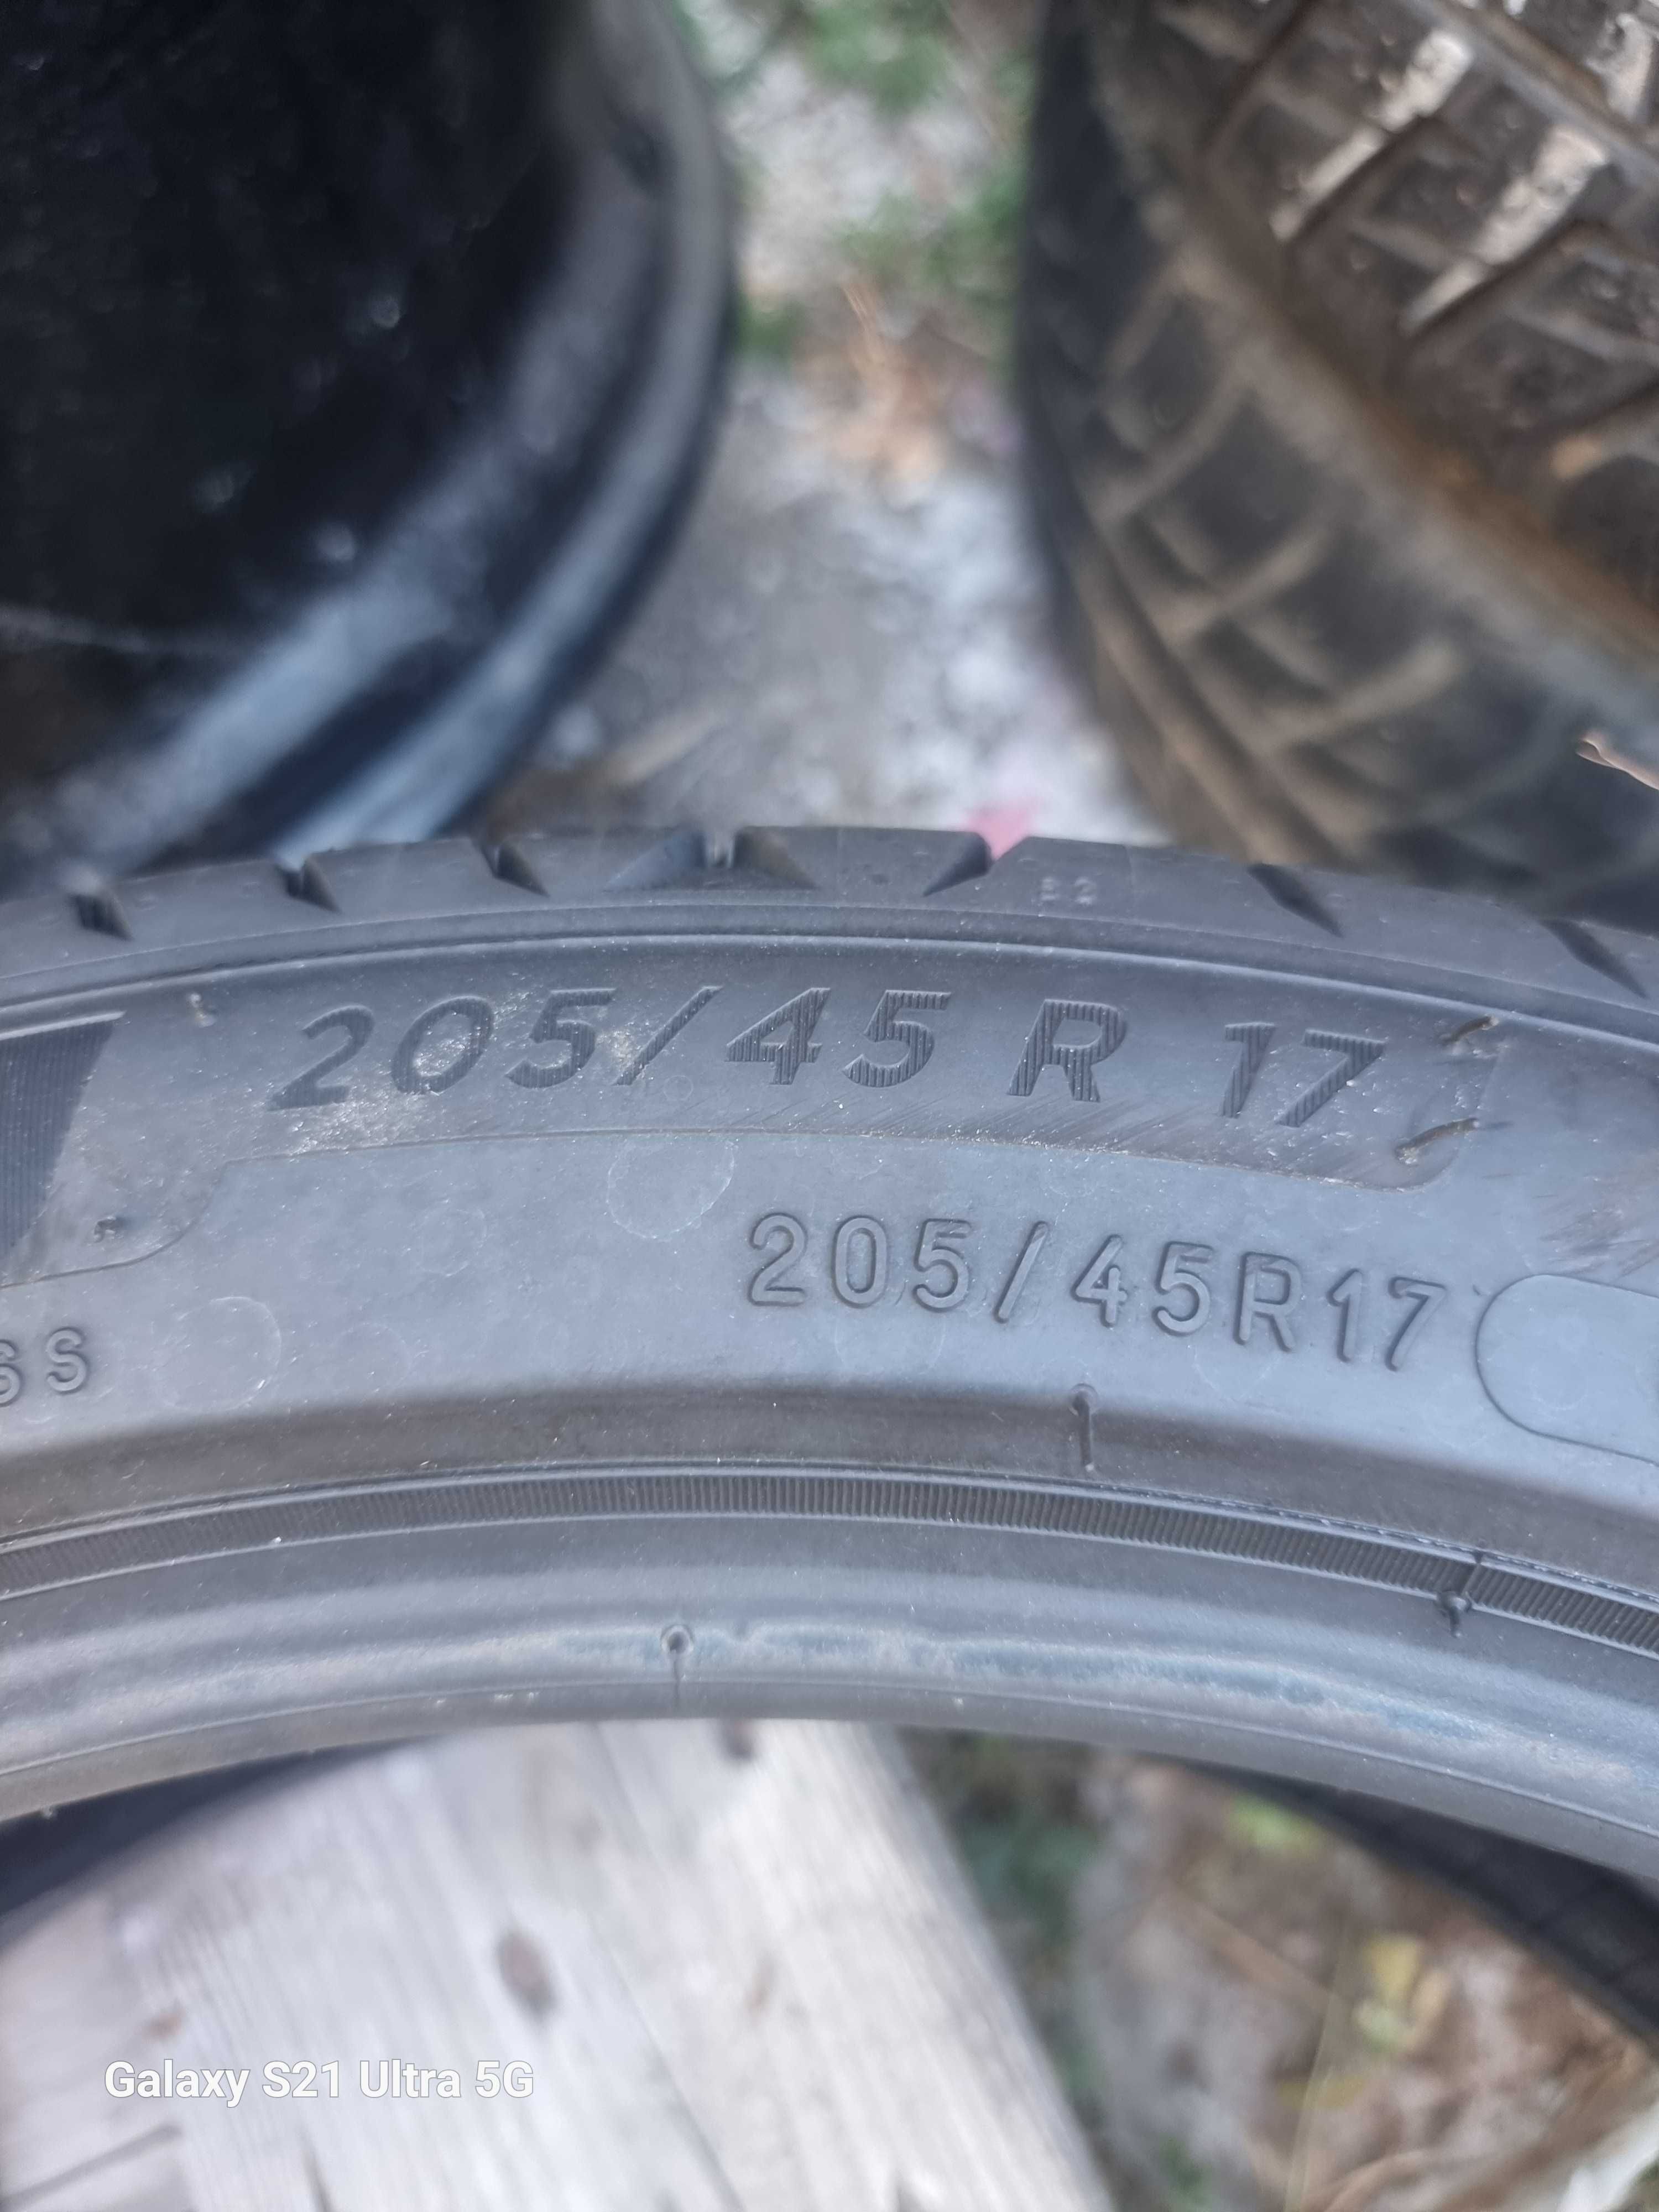 205/45 R 17
205/45R17
Galaxy S21 Ultra 5G